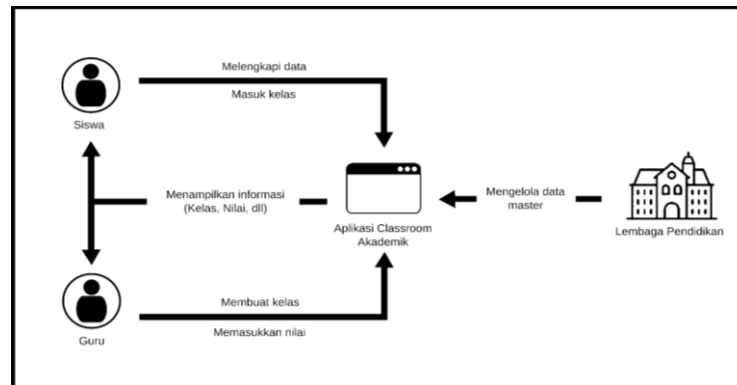 Melengkapi data
Masuk kelas
Siswa
Menampilkan informasi
(Kelas, Nilai, dll)
Mengelola data
master
Aplikasi Classroom
Akademik
Lembaga Pendidikan
Membuat kelas
Memasukkan nilai
Guru